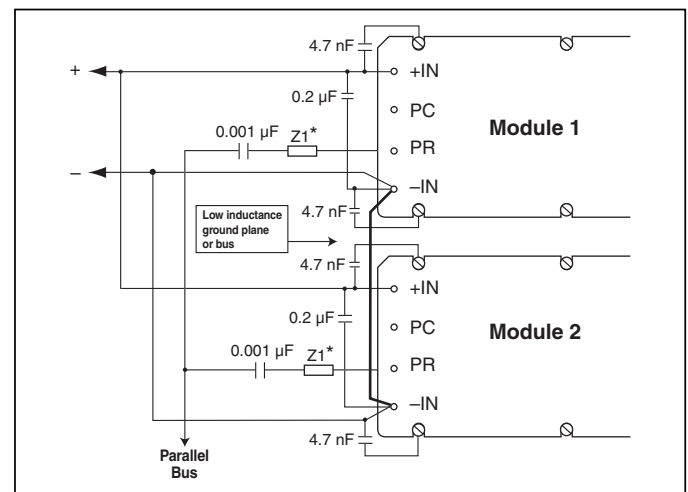 4.7 nF
+
+IN
0.2 µF
PC
Module 1
0.001 µF
Z1*
PR
–
–IN
4.7 nF
Low inductance
ground plane
or bus
4.7 nF
+IN
0.2 µF
PC
Module 2
0.001 µF
Z1*
PR
–IN
4.7 nF
Parallel
Bus